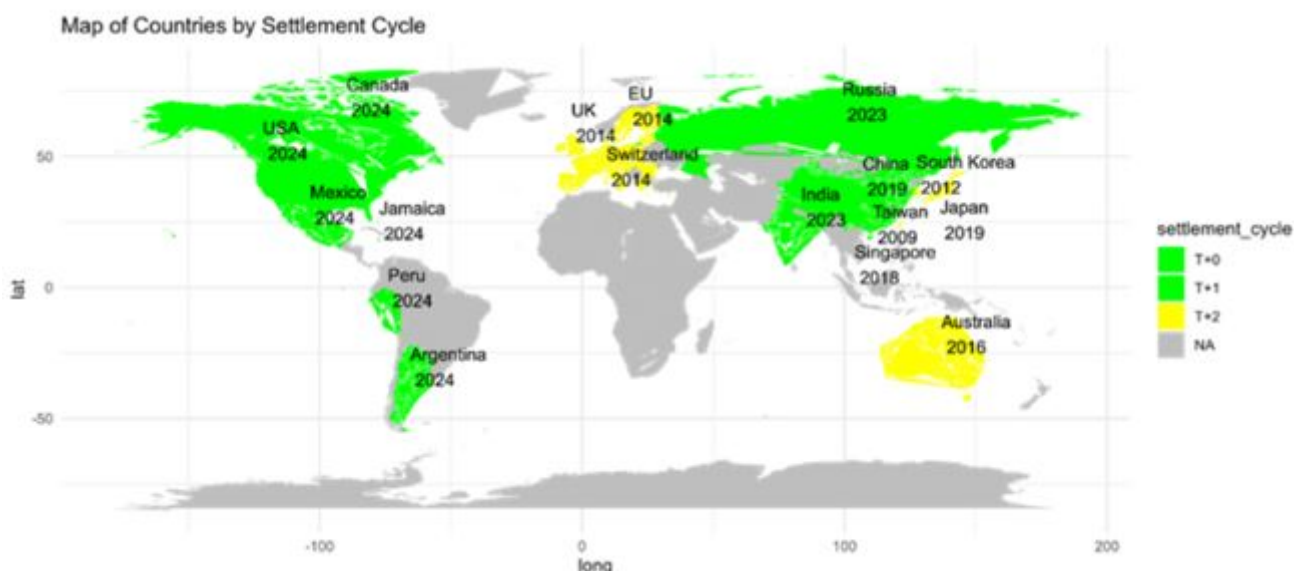 Map of Countries by Settlement Cycle
Canada
2024
USA
2024
Mexico
2024
Jamaica
2024
Peru
2024
Argentina
2024
UK
2014
EU
2014
Switzerland
2014
Russia
2023
China
2019
South Korea
2012
India
2023
Taiwan
2009
Japan
2019
Singapore
2018
Australia
2016
settlement_cycle
T+0
T+1
T+2
NA
lat
50
0
-50
-100
0
100
200
long